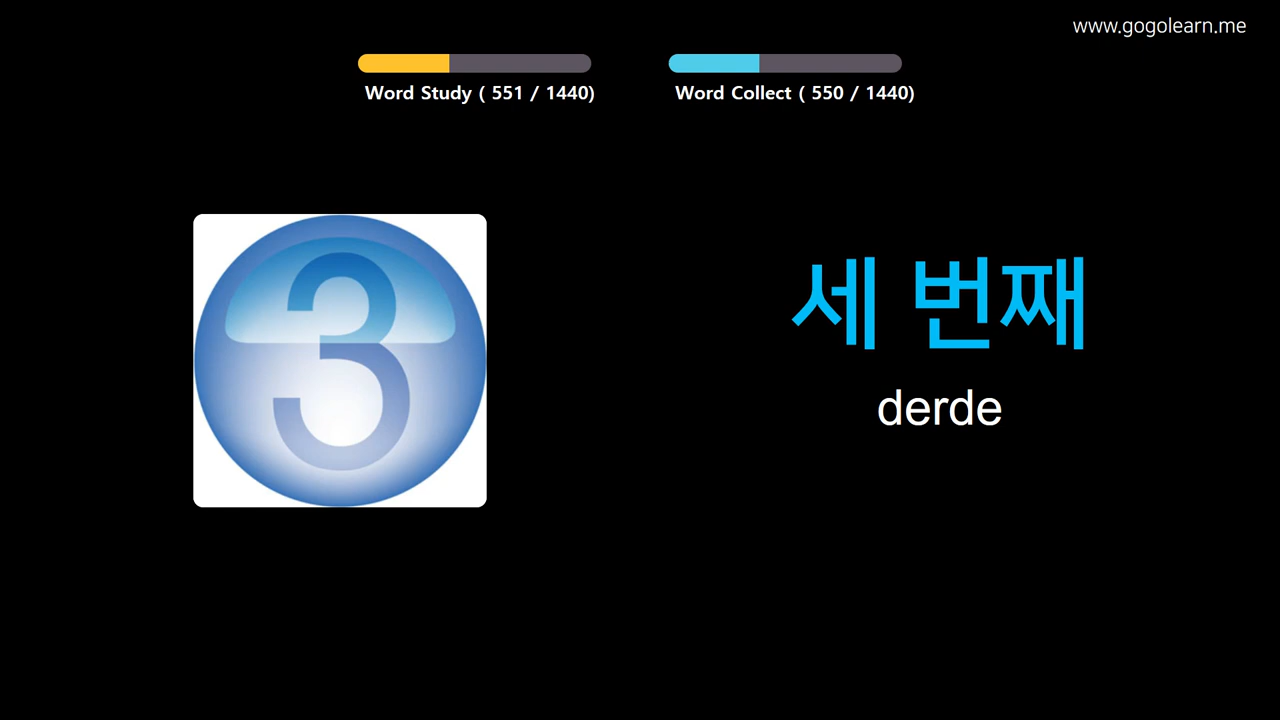 www.gogolearn.me
Word Study ( 551 / 1440)
Word Collect ( 550 / 1440)
3
세 번째
derde